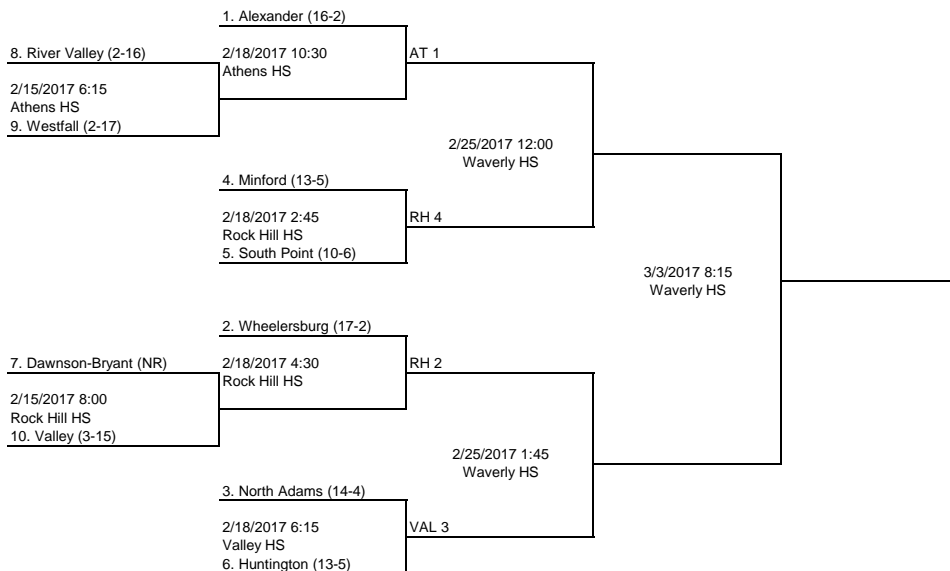 1. Alexander (16-2)
8. River Valley (2-16)
2/18/2017 10:30
AT 1
Athens HS
2/15/2017 6:15
Athens HS
9. Westfall (2-17)
2/25/2017 12:00
Waverly HS
4. Minford (13-5)
2/18/2017 2:45
RH 4
Rock Hill HS
5. South Point (10-6)
3/3/2017 8:15
Waverly HS
2. Wheelersburg (17-2)
7. Dawnson-Bryant (NR)
2/18/2017 4:30
RH 2
Rock Hill HS
2/15/2017 8:00
Rock Hill HS
10. Valley (3-15)
2/25/2017 1:45
Waverly HS
3. North Adams (14-4)
2/18/2017 6:15
VAL 3
Valley HS
6. Huntington (13-5)